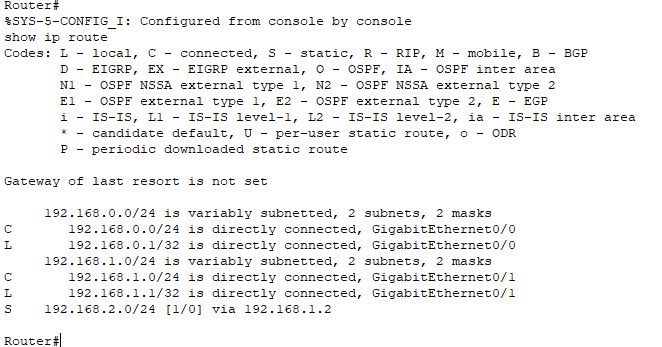 Router#
%SYS-5-CONFIG_I: Configured from console by console
show ip route
Codes: L - local, C - connected, S - static, R - RIP, M - mobile, B - BGP
       D - EIGRP, EX - EIGRP external, O - OSPF, IA - OSPF inter area
       N1 - OSPF NSSA external type 1, N2 - OSPF NSSA external type 2
       E1 - OSPF external type 1, E2 - OSPF external type 2, E - EGP
       i - IS-IS, L1 - IS-IS level-1, L2 - IS-IS level-2, ia - IS-IS inter area
       * - candidate default, U - per-user static route, o - ODR
       P - periodic downloaded static route

Gateway of last resort is not set

     192.168.0.0/24 is variably subnetted, 2 subnets, 2 masks
C       192.168.0.0/24 is directly connected, GigabitEthernet0/0
L       192.168.0.1/32 is directly connected, GigabitEthernet0/0
     192.168.1.0/24 is variably subnetted, 2 subnets, 2 masks
C       192.168.1.0/24 is directly connected, GigabitEthernet0/1
L       192.168.1.1/32 is directly connected, GigabitEthernet0/1
S    192.168.2.0/24 [1/0] via 192.168.1.2

Router#